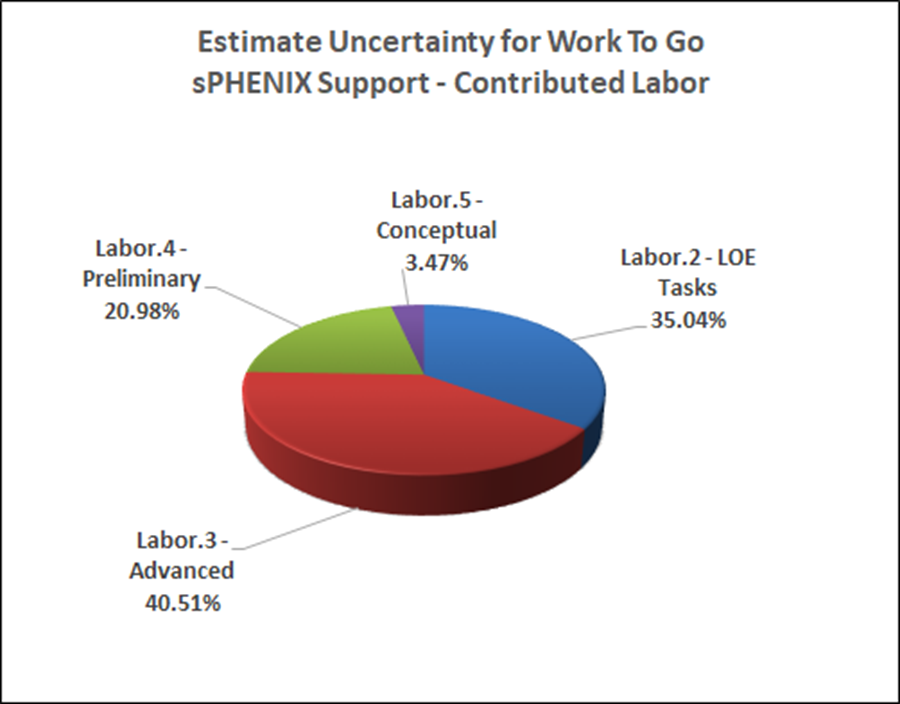 Estimate Uncertainty for Work To Go
sPHENIX Support - Contributed Labor
Labor.5 -
Conceptual
3.47%
Labor.4 -
Preliminary
20.98%
Labor.2 - LOE
Tasks
35.04%
Labor.3 -
Advanced
40.51%